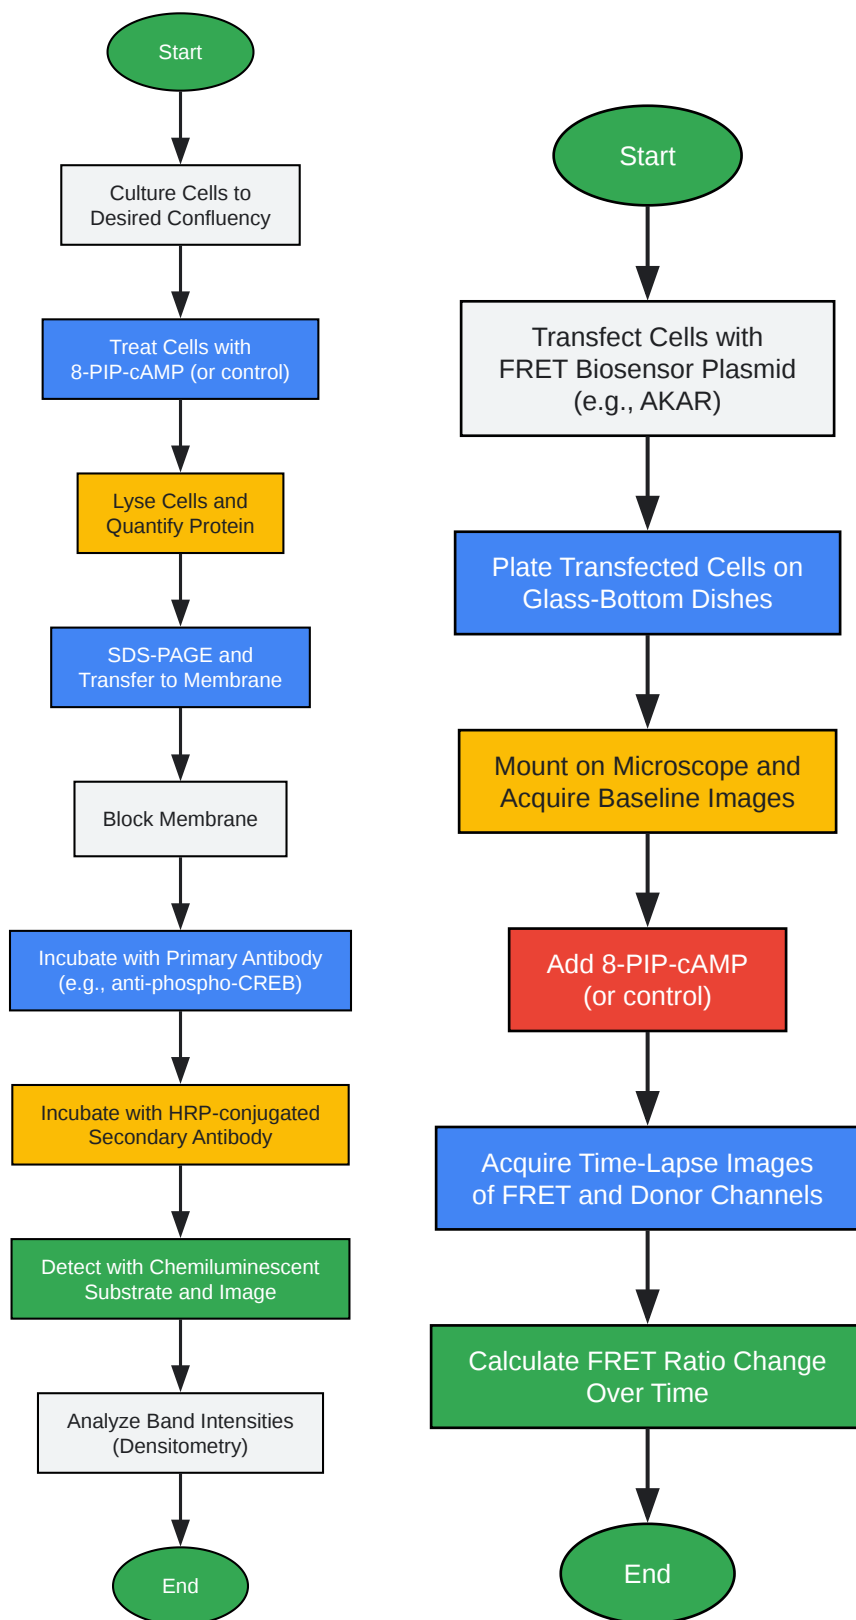 Start
Culture Cells to
Desired Confluency
Treat Cells with
8-PIP-cAMP (or control)
Lyse Cells and
Quantify Protein
SDS-PAGE and
Transfer to Membrane
Block Membrane
Incubate with Primary Antibody
(e.g., anti-phospho-CREB)
Incubate with HRP-conjugated
Secondary Antibody
Detect with Chemiluminescent
Substrate and Image
Analyze Band Intensities
(Densitometry)
End
Start
Transfect Cells with
FRET Biosensor Plasmid
(e.g., AKAR)
Plate Transfected Cells on
Glass-Bottom Dishes
Mount on Microscope and
Acquire Baseline Images
Add 8-PIP-cAMP
(or control)
Acquire Time-Lapse Images
of FRET and Donor Channels
Calculate FRET Ratio Change
Over Time
End